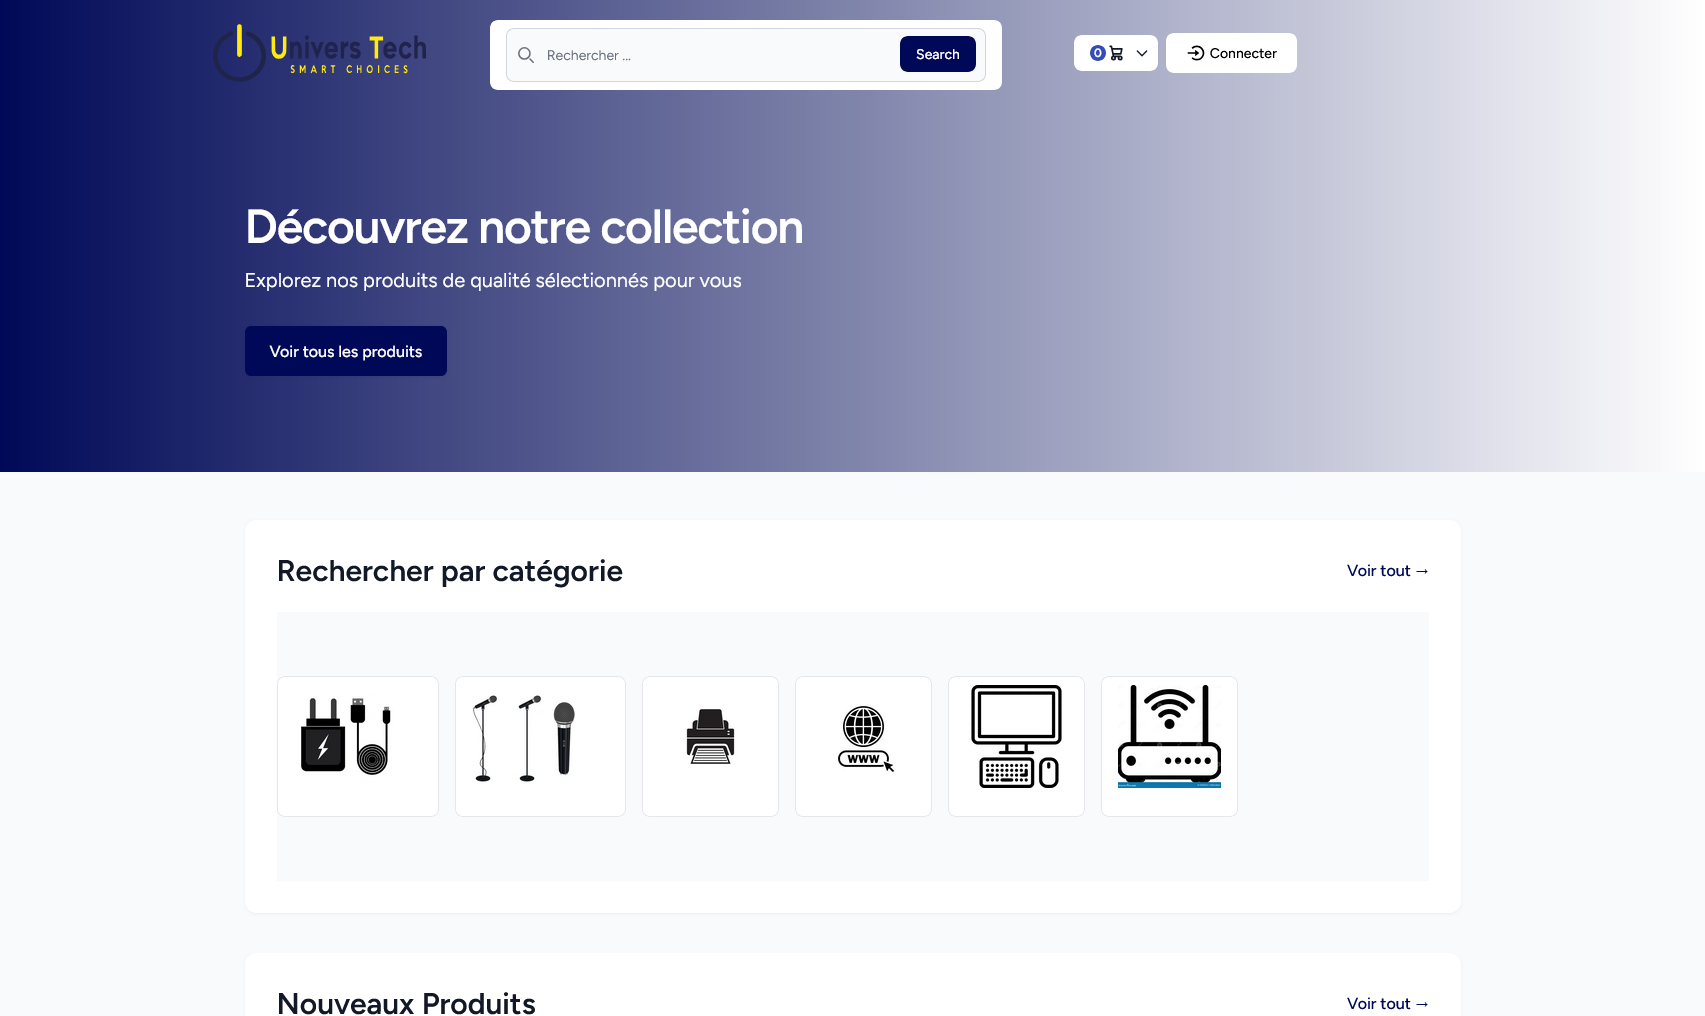 Univers Tech
SMART CHOICES
Rechercher ...
Search
0
Connecter
Découvrez notre collection
Explorez nos produits de qualité sélectionnés pour vous
Voir tous les produits
Rechercher par catégorie
Voir tout →
WWW
Nouveaux Produits
Voir tout →